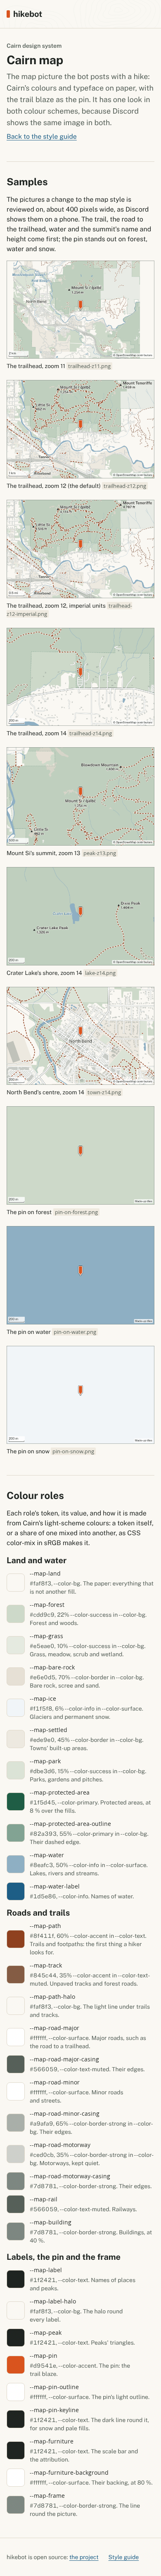 hikebot
Cairn design system
Cairn map
The map picture the bot posts with a hike:
Cairn's colours and typeface on paper, with
the trail blaze as the pin. It has one look in
both colour schemes, because Discord
shows the same image in both.
Back to the style guide
Samples
The pictures a change to the map style is
reviewed on, about 400 pixels wide, as Discord
shows them on a phone. The trail, the road to
the trailhead, water and the summit's name and
height come first; the pin stands out on forest,
water and snow.
The trailhead, zoom 11 trailhead-z11.png
The trailhead, zoom 12 (the default) trailhead-z12.png
The trailhead, zoom 12, imperial units trailhead-
z12-imperial.png
The trailhead, zoom 14 trailhead-z14.png
Mount Si's summit, zoom 13 peak-z13.png
Crater Lake Peak
Crater Lake's shore, zoom 14 lake-z14.png
North Bend
North Bend's centre, zoom 14 town-z14.png
The pin on forest pin-on-forest.png
The pin on water pin-on-water.png
The pin on snow pin-on-snow.png
Colour roles
Each role's token, its value, and how it is made
from Cairn's light-scheme colours: a token itself,
or a share of one mixed into another, as CSS
color-mix in sRGB makes it.
Land and water
--map-land
#faf8f3, --color-bg. The paper: everything that
is not another fill.
--map-forest
#cdd9c9, 22% --color-success in --color-bg.
Forest and woods.
--map-grass
#e5eae0, 10% --color-success in --color-bg.
Grass, meadow, scrub and wetland.
--map-bare-rock
#e6e0d5, 70% --color-border in --color-bg.
Bare rock, scree and sand.
--map-ice
#f1f5f8, 6% --color-info in --color-surface.
Glaciers and permanent snow.
--map-settled
#ede9e0, 45% --color-border in --color-bg.
Towns' built-up areas.
--map-park
#dbe3d6, 15% --color-success in --color-bg.
Parks, gardens and pitches.
--map-protected-area
#1f5d45, --color-primary. Protected areas, at
8 % over the fills.
--map-protected-area-outline
#82a393, 55% --color-primary in --color-bg.
Their dashed edge.
--map-water
#8eafc3, 50% --color-info in --color-surface.
Lakes, rivers and streams.
--map-water-label
#1d5e86, --color-info. Names of water.
Roads and trails
--map-path
#8f411f, 60% --color-accent in --color-text.
Trails and footpaths: the first thing a hiker
looks for.
--map-track
#845c44, 35% --color-accent in --color-text-
muted. Unpaved tracks and forest roads.
--map-path-halo
#faf8f3, --color-bg. The light line under trails
and tracks.
--map-road-major
#ffffff, --color-surface. Major roads, such as
the road to a trailhead.
--map-road-major-casing
#566059, --color-text-muted. Their edges.
--map-road-minor
#ffffff, --color-surface. Minor roads
and streets.
--map-road-minor-casing
#a9afa9, 65% --color-border-strong in --color-
bg. Their edges.
--map-road-motorway
#ced0cb, 35% --color-border-strong in --color-
bg. Motorways, kept quiet.
--map-road-motorway-casing
#7d8781, --color-border-strong. Their edges.
--map-rail
#566059, --color-text-muted. Railways.
--map-building
#7d8781, --color-border-strong. Buildings, at
40 %.
Labels, the pin and the frame
--map-label
#1f2421, --color-text. Names of places
and peaks.
--map-label-halo
#faf8f3, --color-bg. The halo round
every label.
--map-peak
#1f2421, --color-text. Peaks' triangles.
--map-pin
#d9541e, --color-accent. The pin: the
trail blaze.
--map-pin-outline
#ffffff, --color-surface. The pin's light outline.
--map-pin-keyline
#1f2421, --color-text. The dark line round it,
for snow and pale fills.
--map-furniture
#1f2421, --color-text. The scale bar and
the attribution.
--map-furniture-background
#ffffff, --color-surface. Their backing, at 80 %.
--map-frame
#7d8781, --color-border-strong. The line
round the picture.
hikebot is open source: the project Style guide